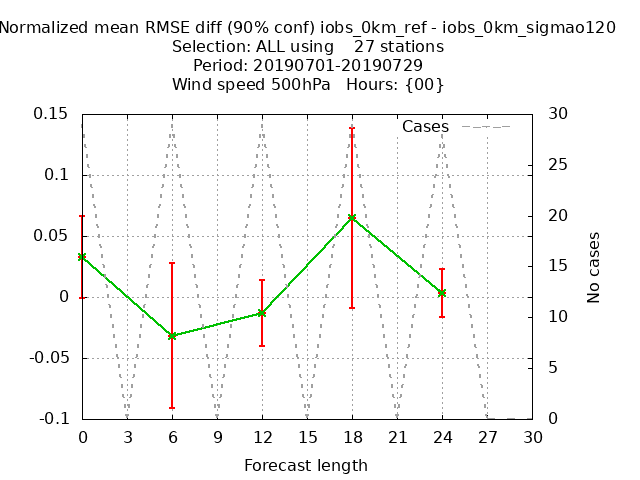 Normalized mean RMSE diff (90% conf) iobs_0km_ref - iobs_0km_sigmao120
Selection: ALL using    27 stations
Period: 20190701-20190729
Wind speed 500hPa   Hours: {00}
Cases
0.15
0.1
0.05
0
-0.05
-0.1
30
25
20
15
10
5
0
No cases
0 3 6 9 12 15 18 21 24 27 30
Forecast length